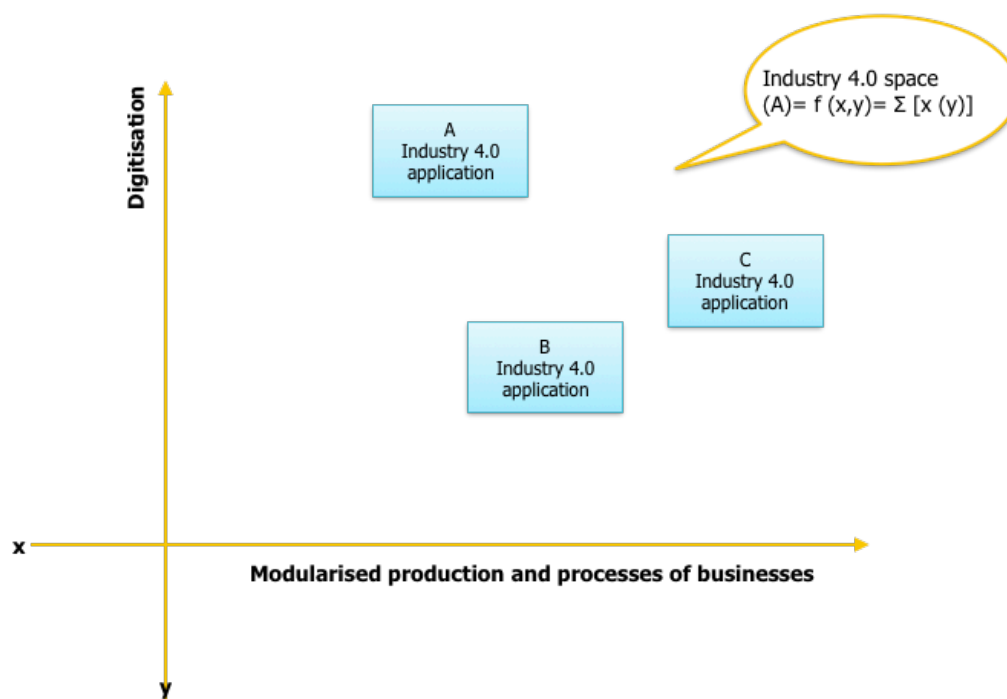 Industry 4.0 space
(A)= f (x,y)= Σ [x (y)]
Digitisation
A
Industry 4.0
application
C
Industry 4.0
application
B
Industry 4.0
application
x
Modularised production and processes of businesses
y